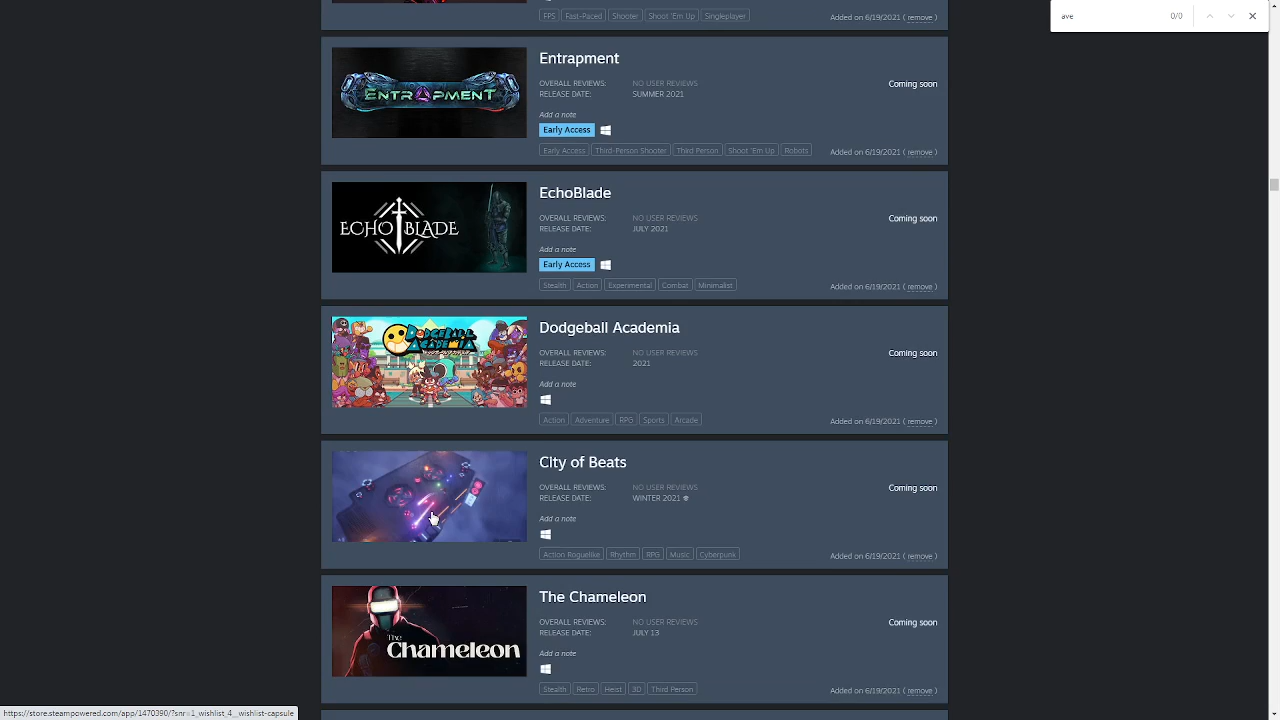 ave 0/0
FPS Fast-Paced Shooter Shoot 'Em Up Singleplayer
Added on 6/19/2021 ( remove )
ENTRAPMENT
Entrapment
OVERALL REVIEWS: NO USER REVIEWS
Coming soon
RELEASE DATE: SUMMER 2021
Add a note
Early Access
Early Access Third-Person Shooter Third Person Shoot 'Em Up Robots
Added on 6/19/2021 ( remove )
ECHO BLADE
EchoBlade
OVERALL REVIEWS: NO USER REVIEWS
Coming soon
RELEASE DATE: JULY 2021
Add a note
Early Access
Stealth Action Experimental Combat Minimalist
Added on 6/19/2021 ( remove )
DODGEBALL
ACADEMIA
Dodgeball Academia
OVERALL REVIEWS: NO USER REVIEWS
Coming soon
RELEASE DATE: 2021
Add a note
Action Adventure RPG Sports Arcade
Added on 6/19/2021 ( remove )
City of Beats
OVERALL REVIEWS: NO USER REVIEWS
Coming soon
RELEASE DATE: WINTER 2021
Add a note
Action Roguelike Rhythm RPG Music Cyberpunk
Added on 6/19/2021 ( remove )
The
Chameleon
The Chameleon
OVERALL REVIEWS: NO USER REVIEWS
Coming soon
RELEASE DATE: JULY 13
Add a note
Stealth Retro Heist 3D Third Person
Added on 6/19/2021 ( remove )
https://store.steampowered.com/app/1470390/?snr=1_wishlist_4__wishlist-capsule